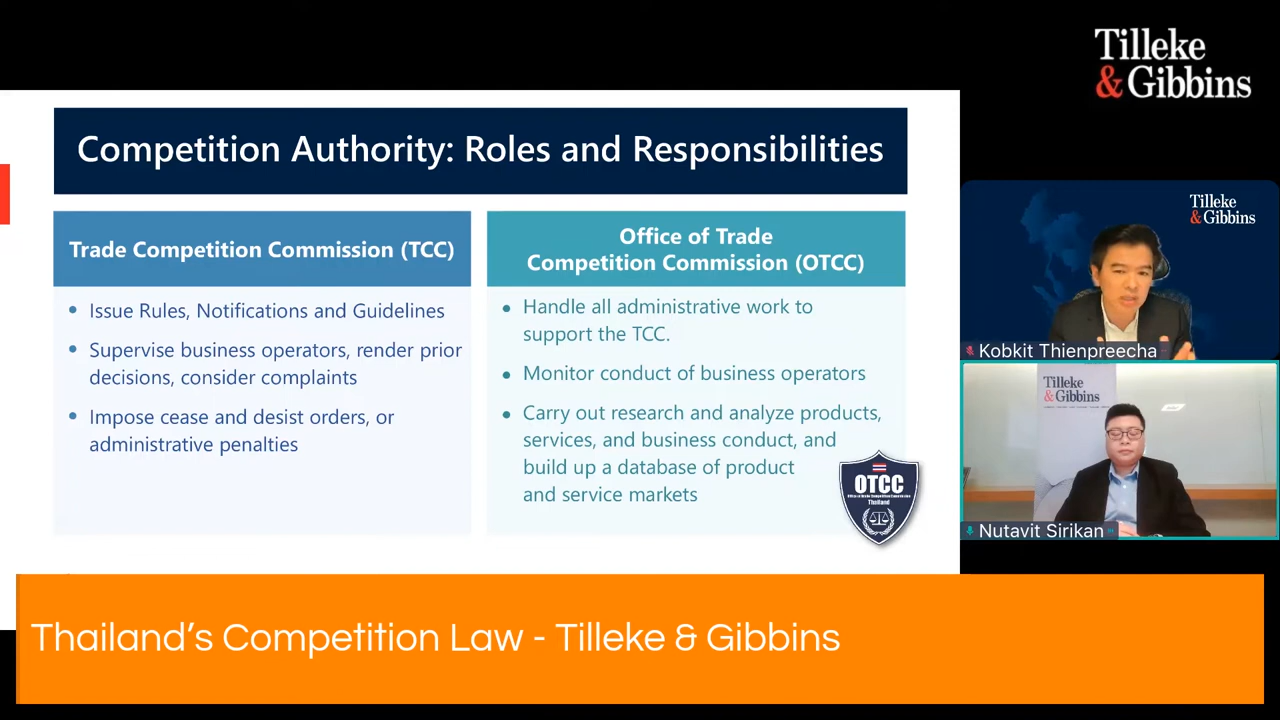 Tilleke
& Gibbins
Competition Authority: Roles and Responsibilities
Trade Competition Commission (TCC)
• Issue Rules, Notifications and Guidelines
• Supervise business operators, render prior
decisions, consider complaints
• Impose cease and desist orders, or
administrative penalties
Office of Trade
Competition Commission (OTCC)
• Handle all administrative work to
support the TCC.
• Monitor conduct of business operators
• Carry out research and analyze products,
services, and business conduct, and
build up a database of product
and service markets
OTCC
Thailand
Tilleke
& Gibbins
Kobkit Thienpreecha
Tilleke
& Gibbins
Nutavit Sirikan
Thailand’s Competition Law - Tilleke & Gibbins